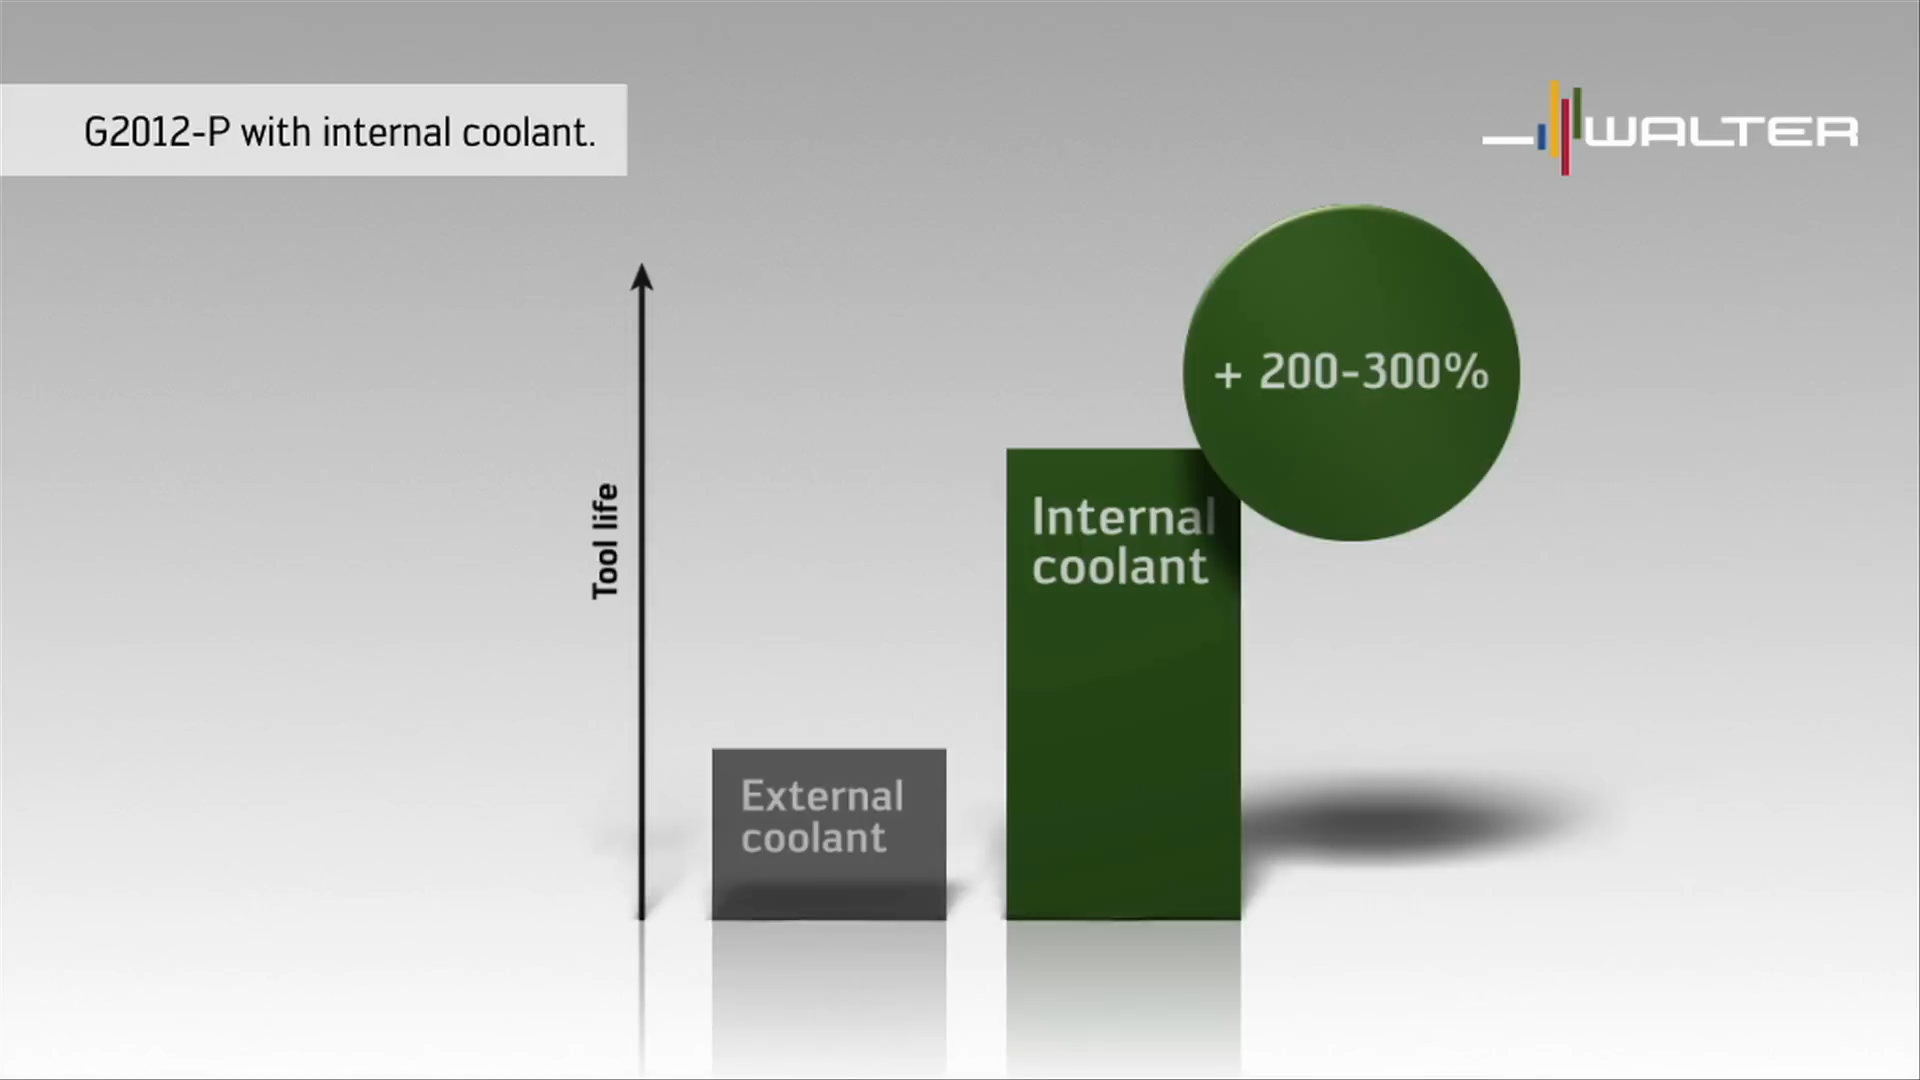 G2012-P with internal coolant.
WALTER
+ 200-300%
Tool life
Internal
coolant
External
coolant